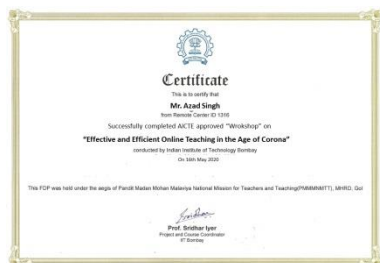 Certificate
This is to certify that
Mr. Azad Singh
from Remote Center ID 1316
Successfully completed AICTE approved "Wrokshop" on
"Effective and Efficient Online Teaching in the Age of Corona"
conducted by Indian Institute of Technology Bombay
On 16th May 2020
This FDP was held under the aegis of Pandit Madan Mohan Malaviya National Mission for Teachers and Teaching(PMMMNMTT), MHRD, GoI
Prof. Sridhar Iyer
Project and Course Coordinator
IIT Bombay